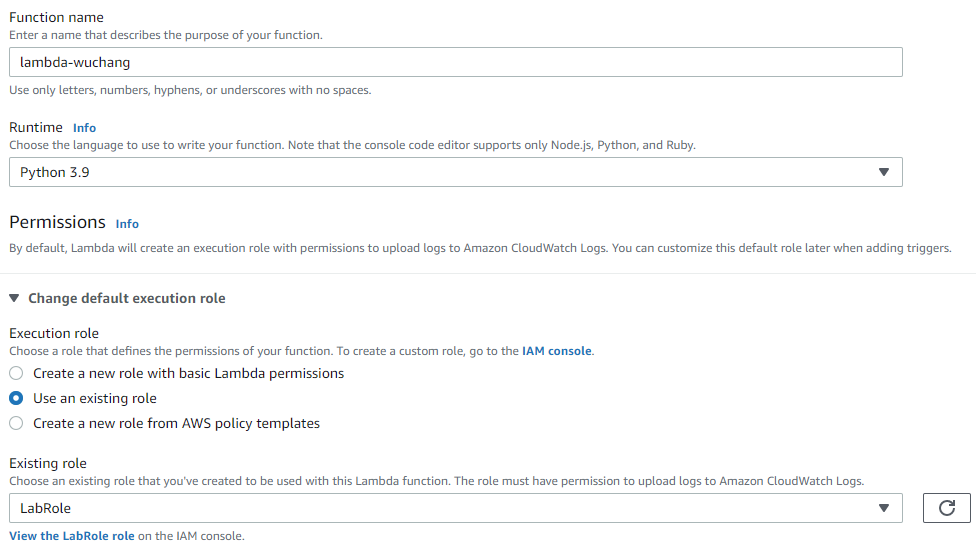 Function name
Enter a name that describes the purpose of your function.
lambda-wuchang
Use only letters, numbers, hyphens, or underscores with no spaces.
Runtime Info
Choose the language to use to write your function. Note that the console code editor supports only Node.js, Python, and Ruby.
Python 3.9
Permissions Info
By default, Lambda will create an execution role with permissions to upload logs to Amazon CloudWatch Logs. You can customize this default role later when adding triggers.
Change default execution role
Execution role
Choose a role that defines the permissions of your function. To create a custom role, go to the IAM console.
Create a new role with basic Lambda permissions
Use an existing role
Create a new role from AWS policy templates
Existing role
Choose an existing role that you've created to be used with this Lambda function. The role must have permission to upload logs to Amazon CloudWatch Logs.
LabRole
View the LabRole role on the IAM console.